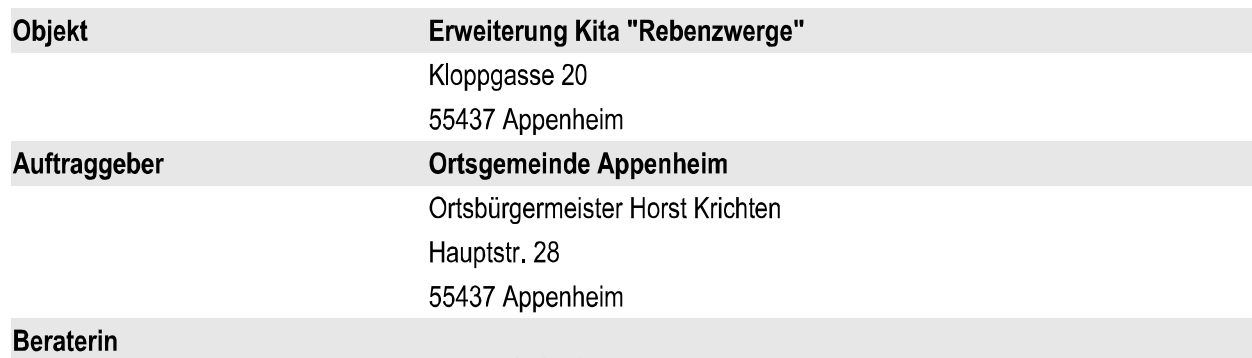 Objekt Erweiterung Kita "Rebenzwerge"
Kloppgasse 20
55437 Appenheim
Auftraggeber Ortsgemeinde Appenheim
Ortsbürgermeister Horst Krichten
Hauptstr. 28
55437 Appenheim
Beraterin